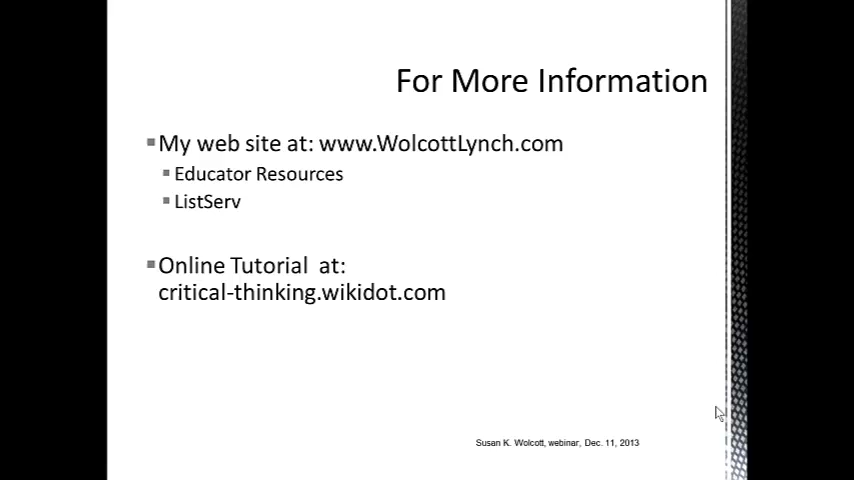 For More Information
My web site at: www.WolcottLynch.com
Educator Resources
ListServ
Online Tutorial at:
critical-thinking.wikidot.com
Susan K. Wolcott, webinar, Dec. 11, 2013